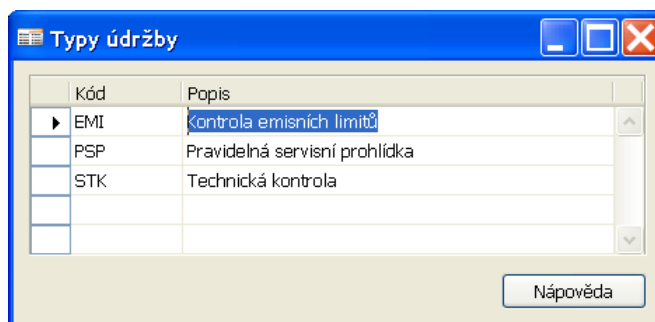 Typy údržby
Kód Popis
EMI Kontrola emisních limitů
PSP Pravidelná servisní prohlídka
STK Technická kontrola
Nápověda